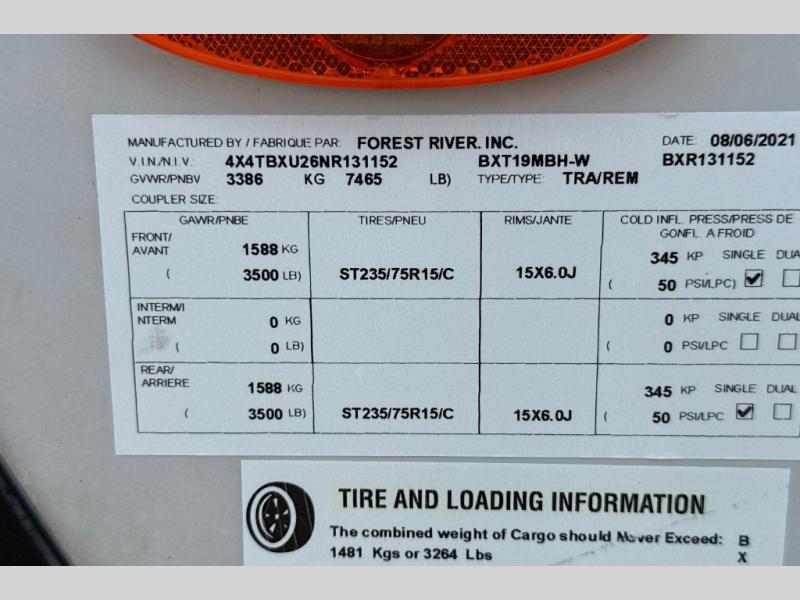 MANUFACTURED BY / FABRIQUE PAR: FOREST RIVER. INC. DATE: 08/06/2021
V.I.N./N.I.V.: 4X4TBXU26NR131152 BXT19MBH-W BXR131152
GVWR/PNBV 3386 KG 7465 LB) TYPE/TYPE: TRA/REM
COUPLER SIZE:
GAWR/PNBE TIRES/PNEU RIMS/JANTE COLD INFL. PRESS/PRESS DE
GONFL. A FROID
FRONT/
AVANT 1588 KG 345 KP SINGLE DUA
( 3500 LB) ST235/75R15/C 15X6.0J ( 50 PSI/LPC)
INTERM/I
NTERM 0 KG 0 KP SINGLE DUAL
( 0 LB) ( 0 PSI/LPC
REAR/
ARRIERE 1588 KG 345 KP SINGLE DUAL
( 3500 LB) ST235/75R15/C 15X6.0J ( 50 PSI/LPC
TIRE AND LOADING INFORMATION
The combined weight of Cargo should Never Exceed: B
1481 Kgs or 3264 Lbs X